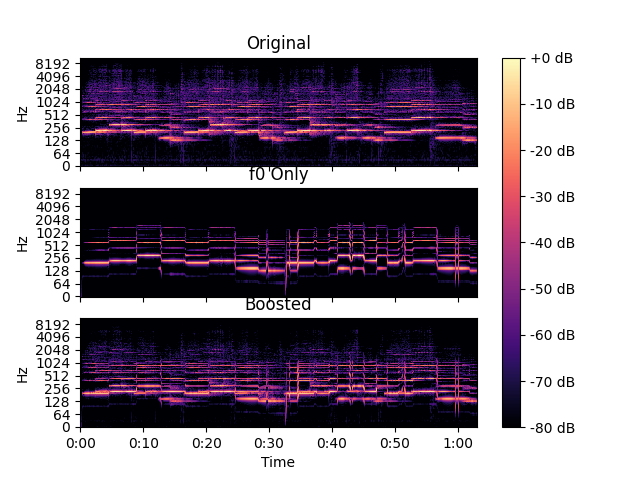 Original
8192
4096
2048
1024
512
256
128
64
0
Hz
f0 Only
8192
4096
2048
1024
512
256
128
64
0
Hz
Boosted
8192
4096
2048
1024
512
256
128
64
0
Hz
0:00 0:10 0:20 0:30 0:40 0:50 1:00
Time
+0 dB
-10 dB
-20 dB
-30 dB
-40 dB
-50 dB
-60 dB
-70 dB
-80 dB